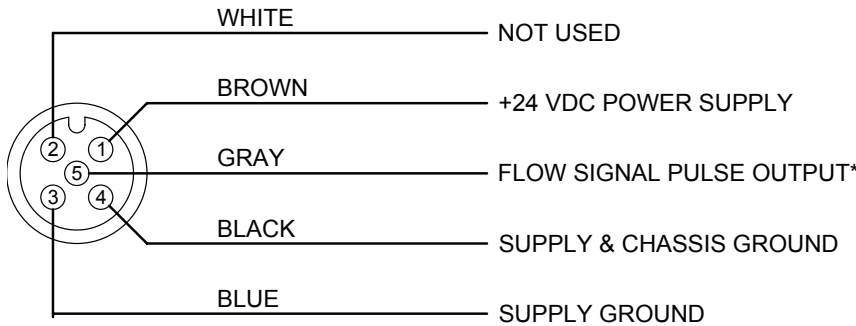 WHITE
NOT USED
BROWN
+24 VDC POWER SUPPLY
2 1
GRAY
5
FLOW SIGNAL PULSE OUTPUT*
3 4
BLACK
SUPPLY & CHASSIS GROUND
BLUE
SUPPLY GROUND